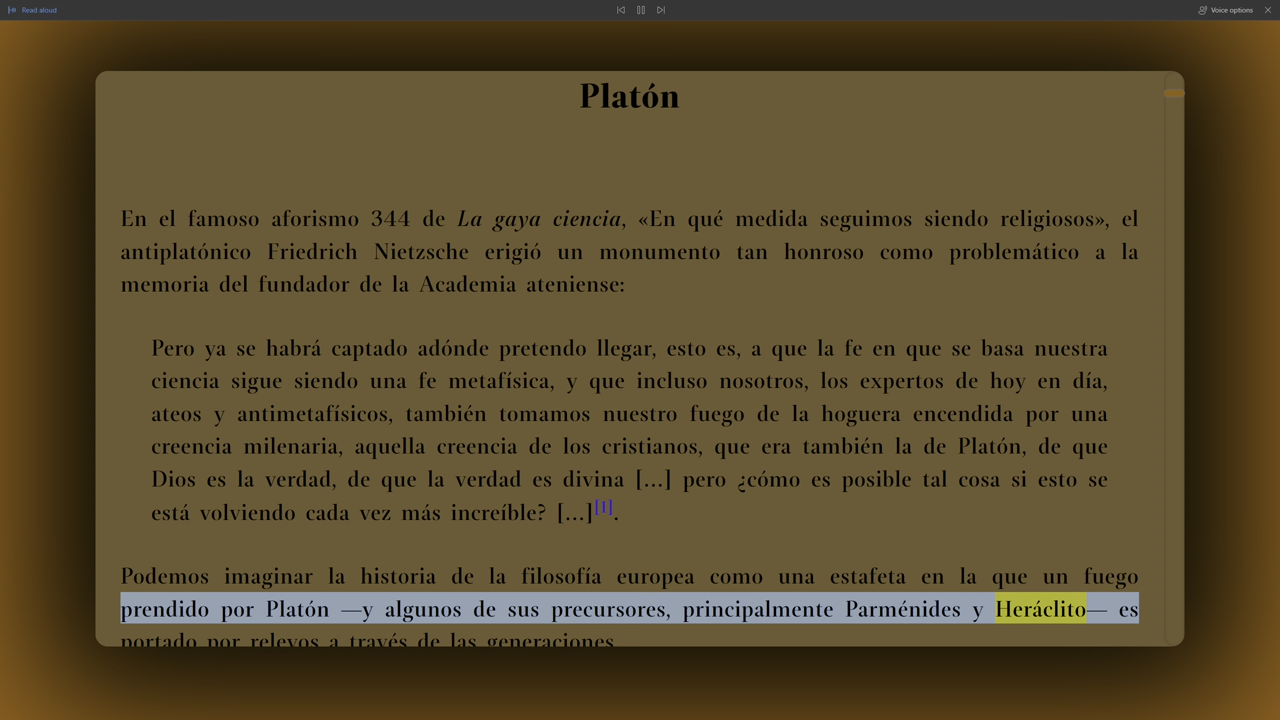 Read aloud
Voice options
Platón
En el famoso aforismo 344 de La gaya ciencia, «En qué medida seguimos siendo religiosos», el
antiplatónico Friedrich Nietzsche erigió un monumento tan honroso como problemático a la
memoria del fundador de la Academia ateniense:
Pero ya se habrá captado adónde pretendo llegar, esto es, a que la fe en que se basa nuestra
ciencia sigue siendo una fe metafísica, y que incluso nosotros, los expertos de hoy en día,
ateos y antimetafísicos, también tomamos nuestro fuego de la hoguera encendida por una
creencia milenaria, aquella creencia de los cristianos, que era también la de Platón, de que
Dios es la verdad, de que la verdad es divina [...] pero ¿cómo es posible tal cosa si esto se
está volviendo cada vez más increíble? [...][1].
Podemos imaginar la historia de la filosofía europea como una estafeta en la que un fuego
prendido por Platón —y algunos de sus precursores, principalmente Parménides y Heráclito— es
portado por relevos a través de las generaciones.